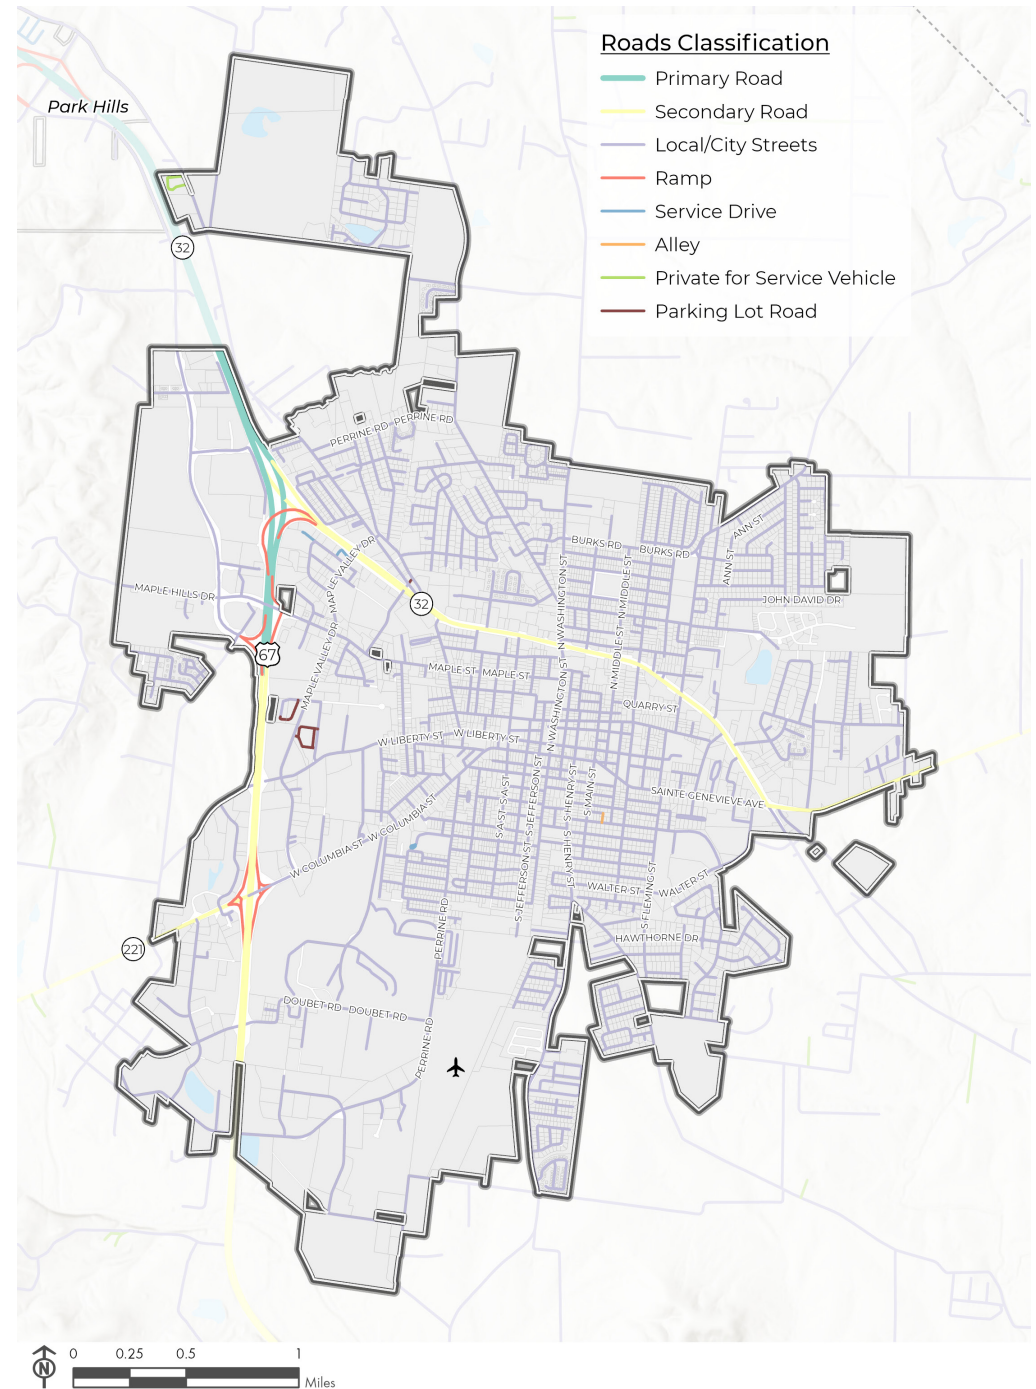 Roads Classification
Primary Road
Secondary Road
Local/City Streets
Ramp
Service Drive
Alley
Private for Service Vehicle
Parking Lot Road
Park Hills
32
PERRINE RD
PERRINE RD
ANN ST
BURKS RD
BURKS RD
MAPLE VALLEY DR
MAPLE VALLEY DR
N WASHINGTON ST
N MIDDLE ST
ANN ST
MAPLE HILLS DR
32
JOHN DAVID DR
67
MAPLE ST
MAPLE ST
N MIDDLE ST
N WASHINGTON ST
QUARRY ST
W LIBERTY ST
W LIBERTY ST
S A ST
S A ST
S JEFFERSON ST
S HENRY ST
S MAIN ST
SAINTE GENEVIEVE AVE
W COLUMBIA ST
W COLUMBIA ST
S JEFFERSON ST
S HENRY ST
WALTER ST
WALTER ST
S FLEMING ST
PERRINE RD
HAWTHORNE DR
221
DOUBET RD
DOUBET RD
PERRINE RD
N
0
0.25
0.5
1
Miles